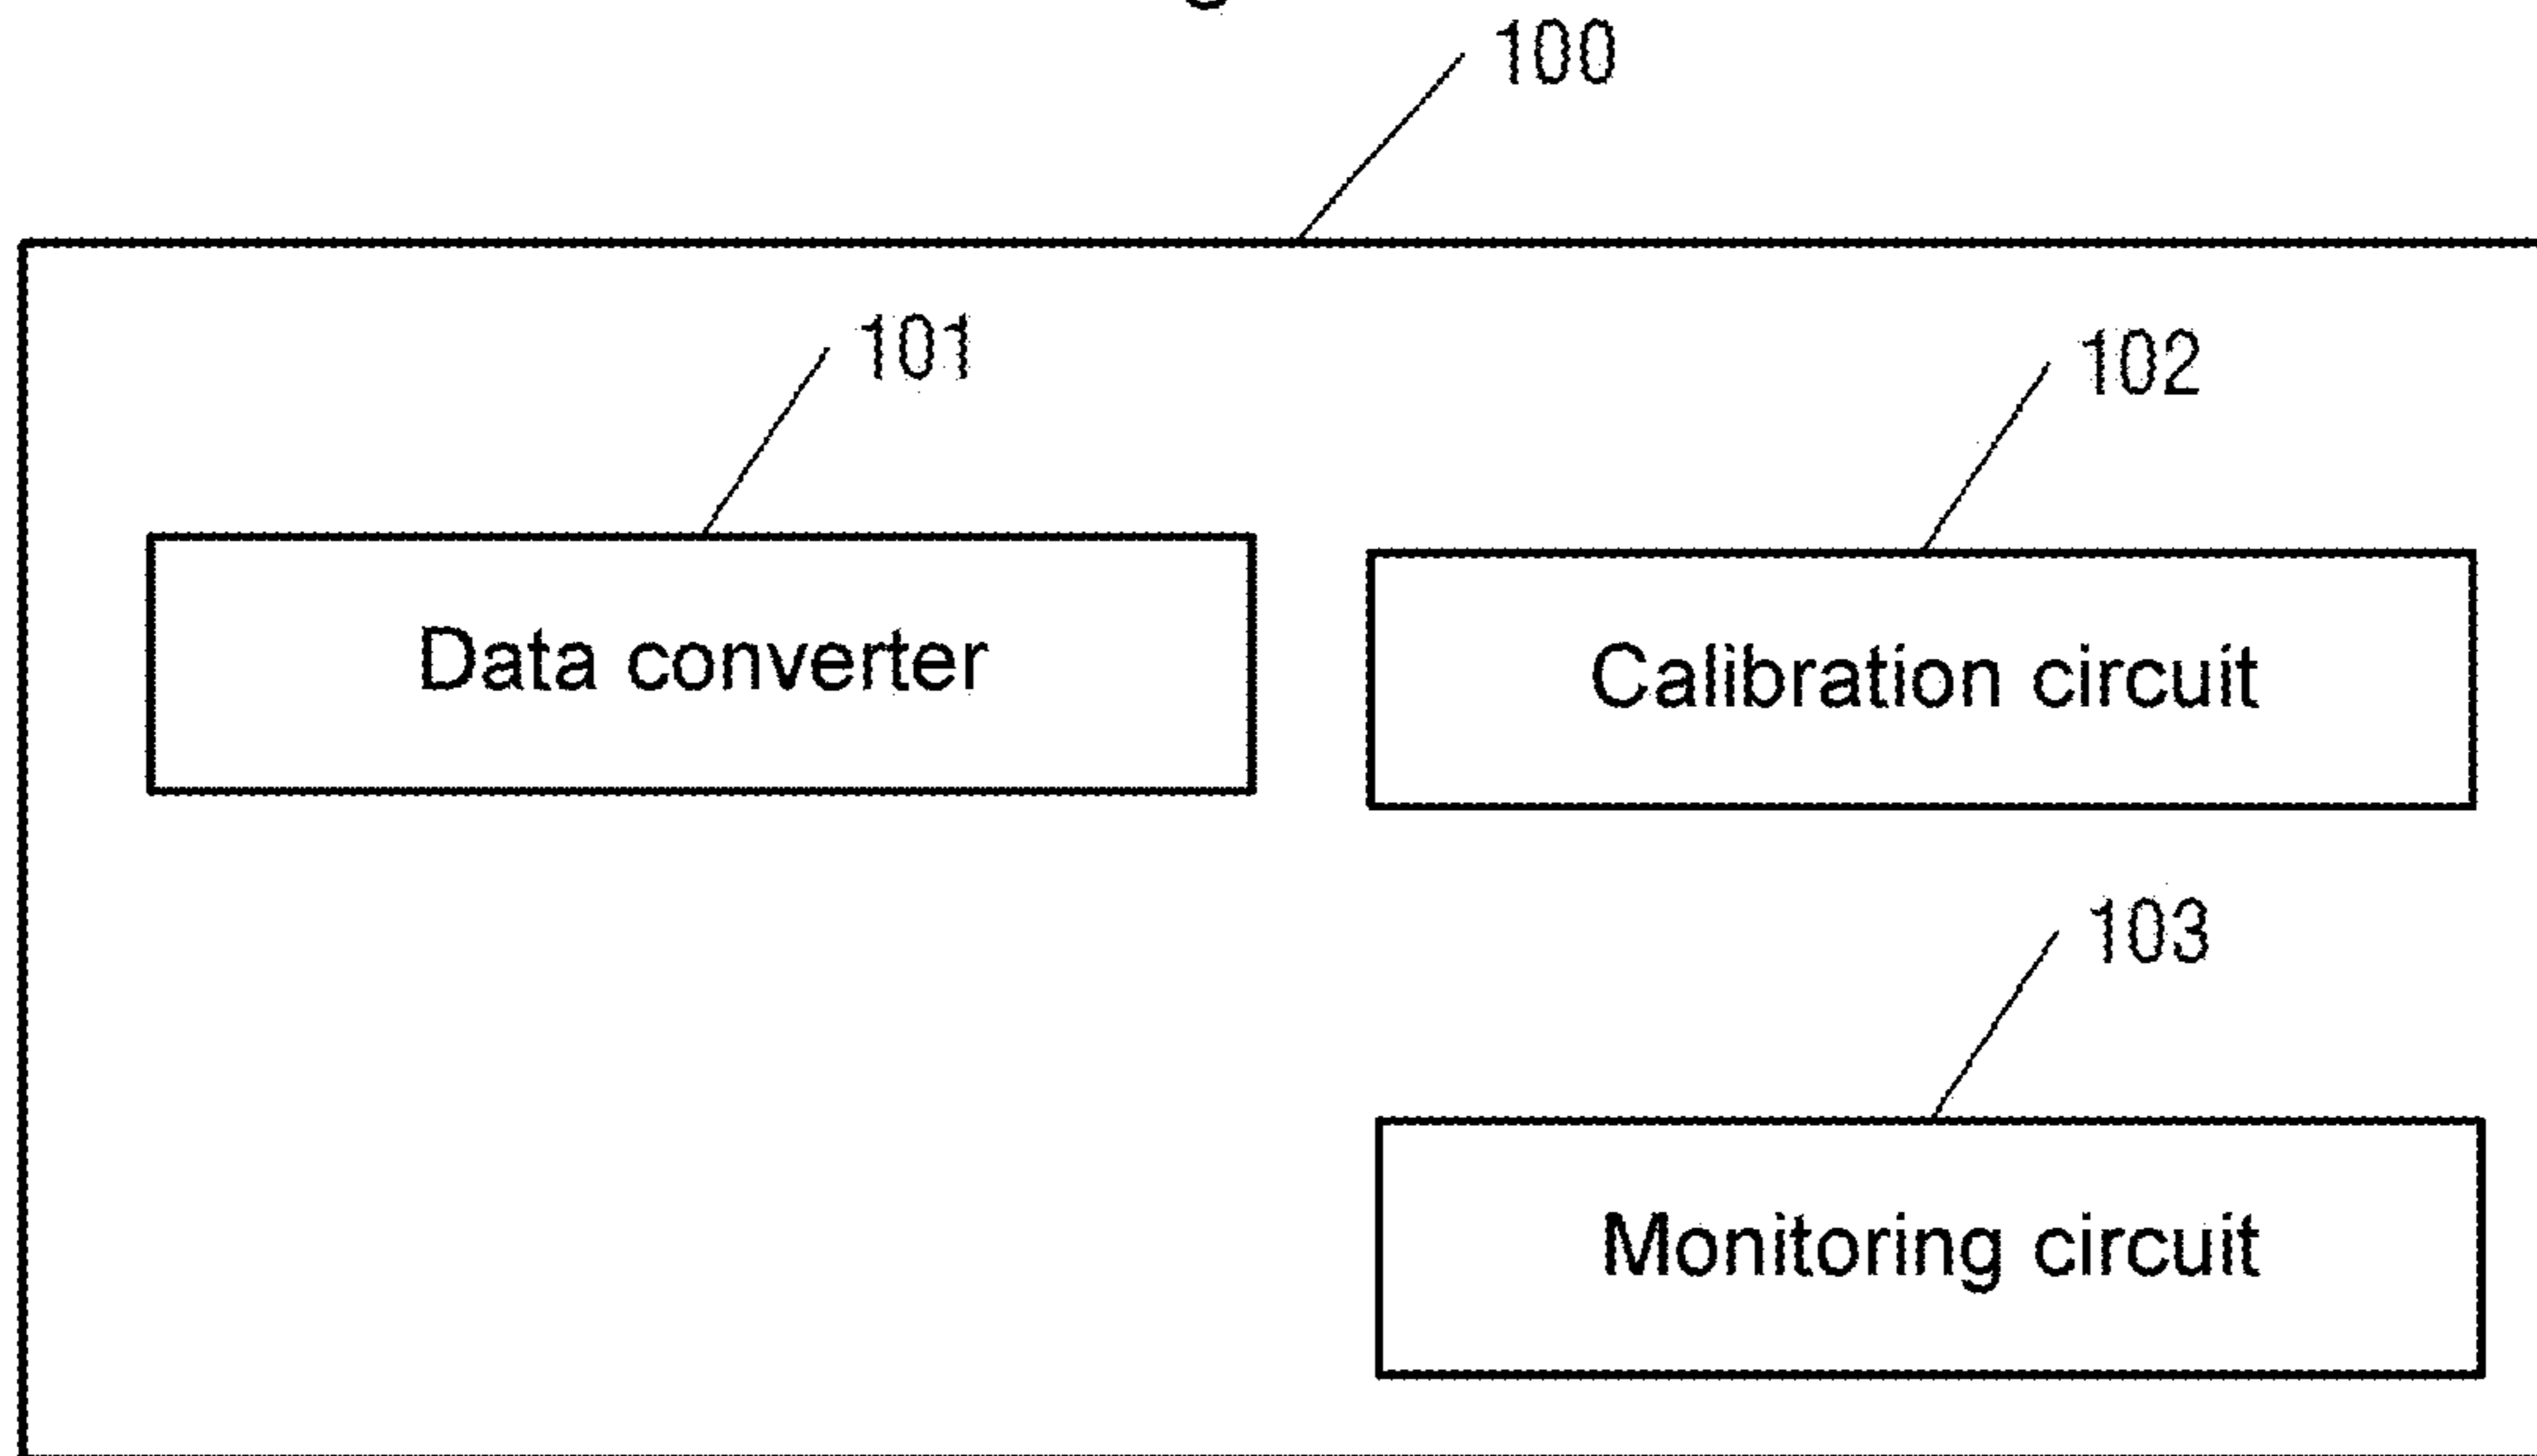 100
101
102
Data converter
Calibration circuit
103
Monitoring circuit